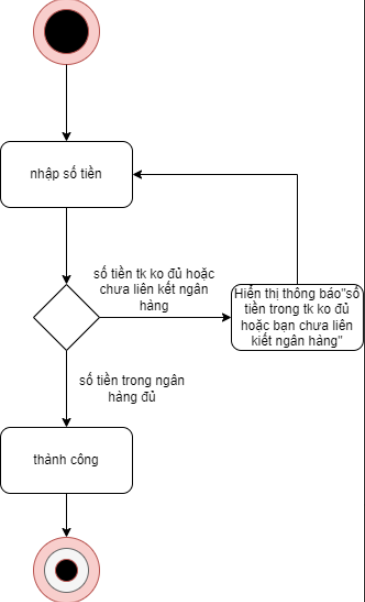 nhập số tiền
số tiền tk ko đủ hoặc
chưa liên kết ngân
hàng
Hiển thị thông báo"số
tiền trong tk ko đủ
hoặc bạn chưa liên
kiết ngân hàng"
số tiền trong ngân
hàng đủ
thành công